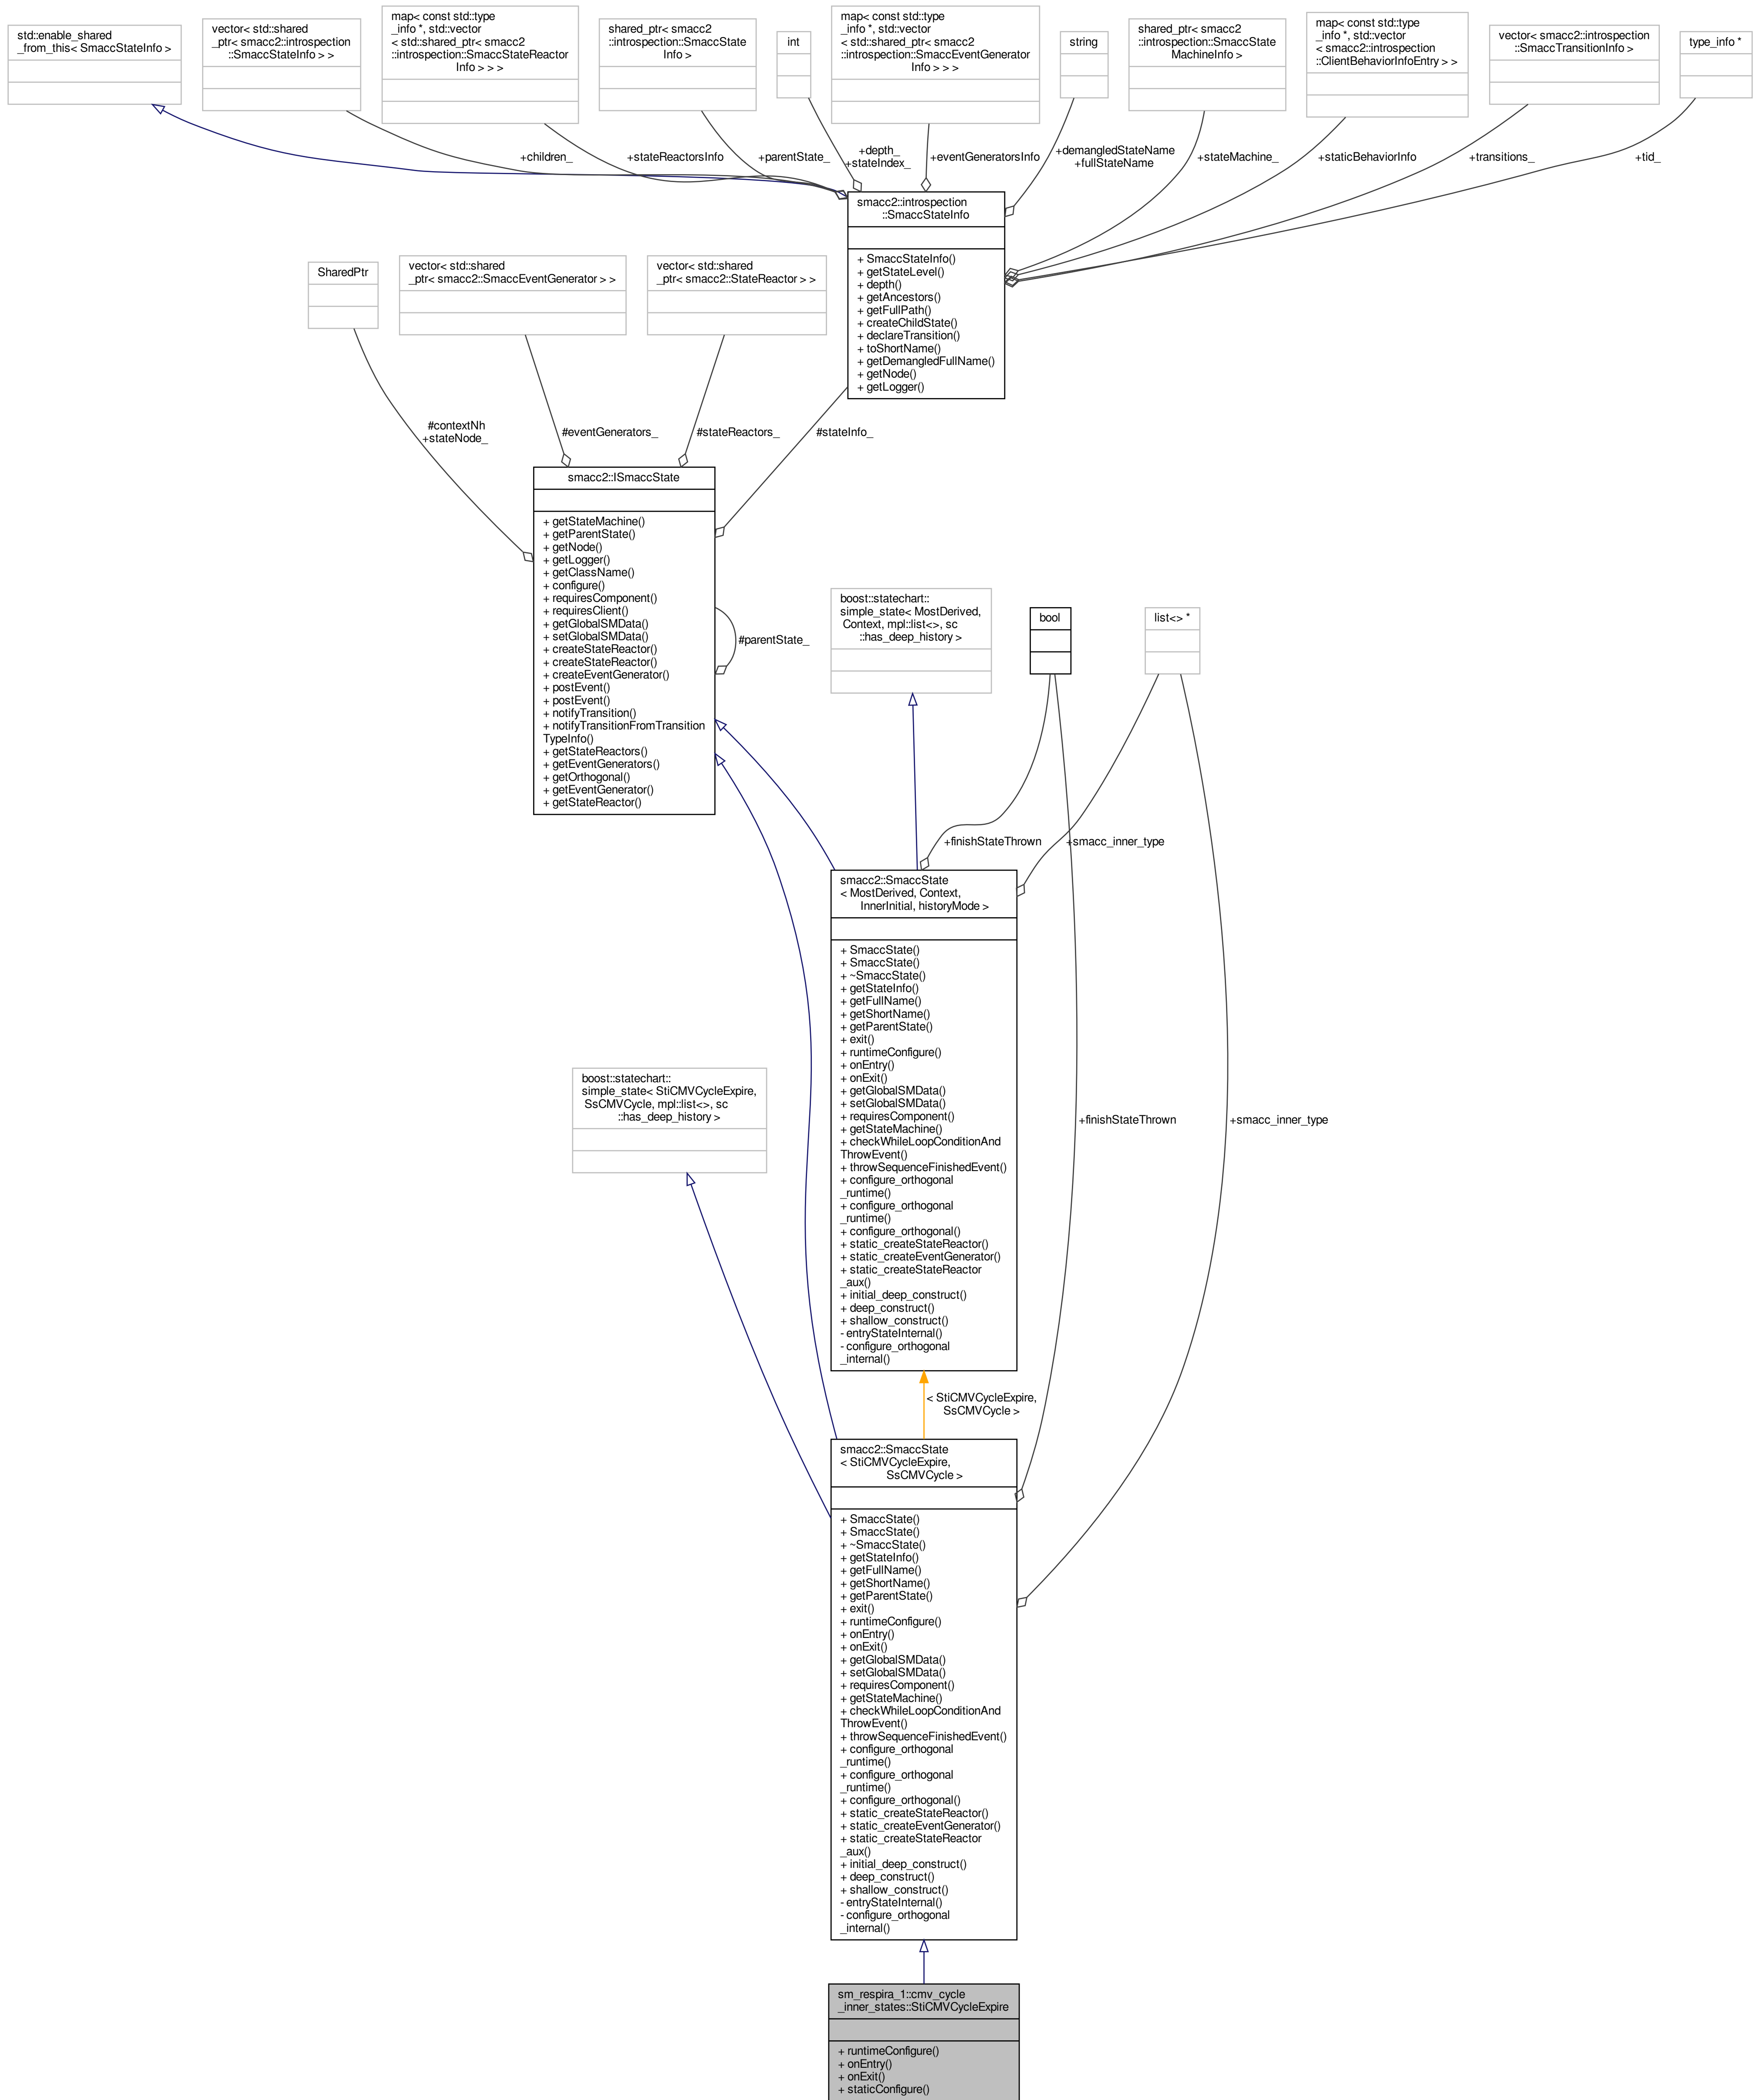 std::enable_shared
_from_this< SmaccStateInfo >
vector< std::shared
_ptr< smacc2::introspection
::SmaccStateInfo > >
map< const std::type
_info *, std::vector
< std::shared_ptr< smacc2
::introspection::SmaccStateReactor
Info > > >
shared_ptr< smacc2
::introspection::SmaccState
Info >
int
map< const std::type
_info *, std::vector
< std::shared_ptr< smacc2
::introspection::SmaccEventGenerator
Info > > >
string
shared_ptr< smacc2
::introspection::SmaccState
MachineInfo >
map< const std::type
_info *, std::vector
< smacc2::introspection
::ClientBehaviorInfoEntry > >
vector< smacc2::introspection
::SmaccTransitionInfo >
type_info *
+children_
+stateReactorsInfo
+parentState_
+depth_
+stateIndex_
+eventGeneratorsInfo
+demangledStateName
+fullStateName
+stateMachine_
+staticBehaviorInfo
+transitions_
+tid_
smacc2::introspection
::SmaccStateInfo
+ SmaccStateInfo()
+ getStateLevel()
+ depth()
+ getAncestors()
+ getFullPath()
+ createChildState()
+ declareTransition()
+ toShortName()
+ getDemangledFullName()
+ getNode()
+ getLogger()
SharedPtr
vector< std::shared
_ptr< smacc2::SmaccEventGenerator > >
vector< std::shared
_ptr< smacc2::StateReactor > >
#contextNh
+stateNode_
#eventGenerators_
#stateReactors_
#stateInfo_
smacc2::ISmaccState
+ getStateMachine()
+ getParentState()
+ getNode()
+ getLogger()
+ getClassName()
+ configure()
+ requiresComponent()
+ requiresClient()
+ getGlobalSMData()
+ setGlobalSMData()
+ createStateReactor()
+ createStateReactor()
+ createEventGenerator()
+ postEvent()
+ postEvent()
+ notifyTransition()
+ notifyTransitionFromTransition
TypeInfo()
+ getStateReactors()
+ getEventGenerators()
+ getOrthogonal()
+ getEventGenerator()
+ getStateReactor()
#parentState_
boost::statechart::
simple_state< MostDerived,
Context, mpl::list<>, sc
::has_deep_history >
bool
list<> *
+finishStateThrown
+smacc_inner_type
smacc2::SmaccState
< MostDerived, Context,
InnerInitial, historyMode >
+ SmaccState()
+ SmaccState()
+ ~SmaccState()
+ getStateInfo()
+ getFullName()
+ getShortName()
+ getParentState()
+ exit()
+ runtimeConfigure()
+ onEntry()
+ onExit()
+ getGlobalSMData()
+ setGlobalSMData()
+ requiresComponent()
+ getStateMachine()
+ checkWhileLoopConditionAnd
ThrowEvent()
+ throwSequenceFinishedEvent()
+ configure_orthogonal
_runtime()
+ configure_orthogonal
_runtime()
+ configure_orthogonal()
+ static_createStateReactor()
+ static_createEventGenerator()
+ static_createStateReactor
_aux()
+ initial_deep_construct()
+ deep_construct()
+ shallow_construct()
- entryStateInternal()
- configure_orthogonal
_internal()
boost::statechart::
simple_state< StiCMVCycleExpire,
SsCMVCycle, mpl::list<>, sc
::has_deep_history >
+finishStateThrown
+smacc_inner_type
< StiCMVCycleExpire,
SsCMVCycle >
smacc2::SmaccState
< StiCMVCycleExpire,
SsCMVCycle >
+ SmaccState()
+ SmaccState()
+ ~SmaccState()
+ getStateInfo()
+ getFullName()
+ getShortName()
+ getParentState()
+ exit()
+ runtimeConfigure()
+ onEntry()
+ onExit()
+ getGlobalSMData()
+ setGlobalSMData()
+ requiresComponent()
+ getStateMachine()
+ checkWhileLoopConditionAnd
ThrowEvent()
+ throwSequenceFinishedEvent()
+ configure_orthogonal
_runtime()
+ configure_orthogonal
_runtime()
+ configure_orthogonal()
+ static_createStateReactor()
+ static_createEventGenerator()
+ static_createStateReactor
_aux()
+ initial_deep_construct()
+ deep_construct()
+ shallow_construct()
- entryStateInternal()
- configure_orthogonal
_internal()
sm_respira_1::cmv_cycle
_inner_states::StiCMVCycleExpire
+ runtimeConfigure()
+ onEntry()
+ onExit()
+ staticConfigure()